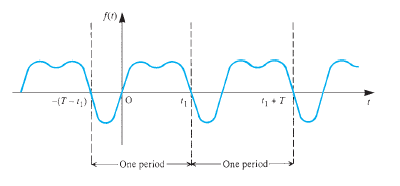 f(t)
-(T - t₁) O t₁ t₁ + T t
One period One period